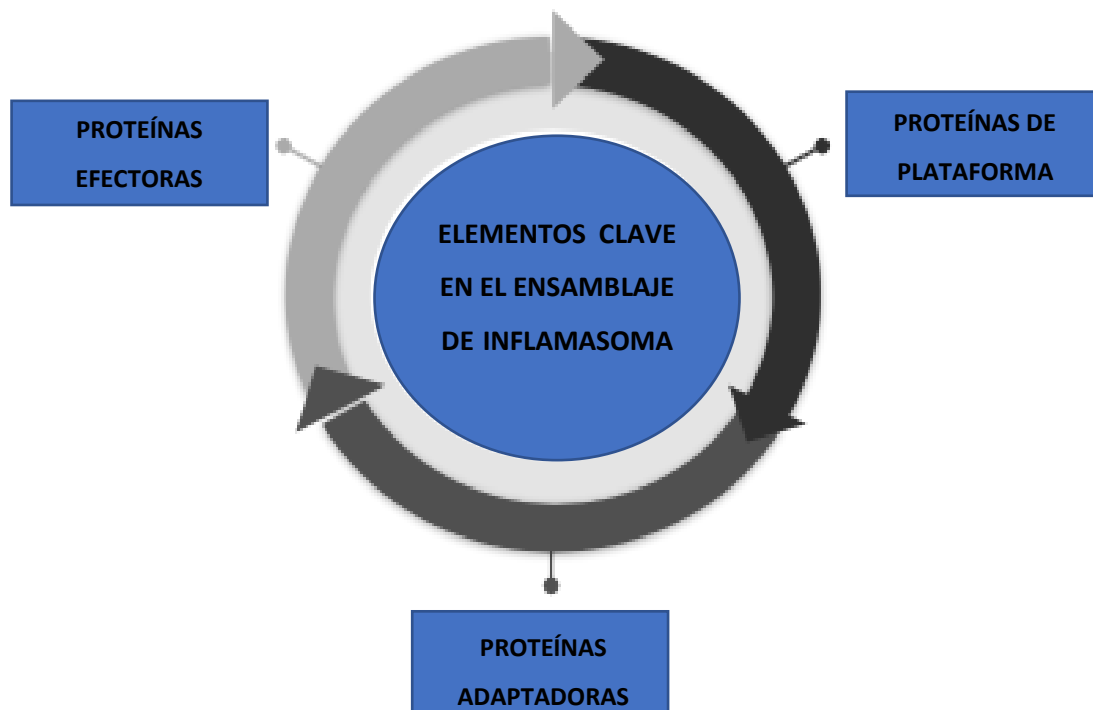 PROTEÍNAS
EFECTORAS
PROTEÍNAS DE
PLATAFORMA
ELEMENTOS CLAVE
EN EL ENSAMBLAJE
DE INFLAMASOMA
PROTEÍNAS
ADAPTADORAS